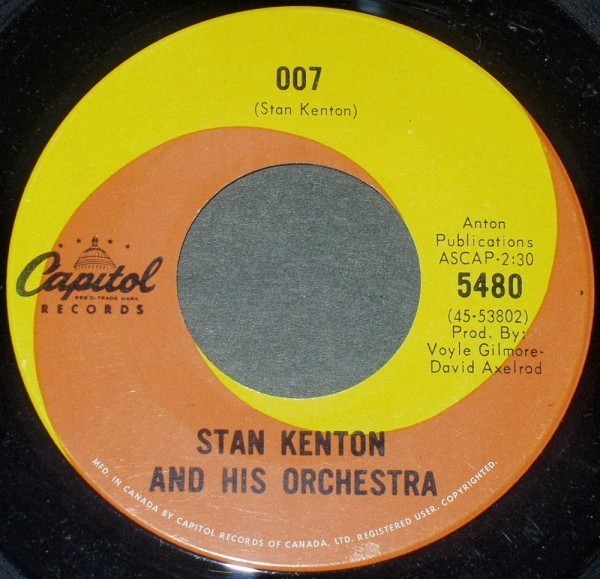 007
(Stan Kenton)
Capitol
REG'D. TRADE MARK
RECORDS
Anton
Publications
ASCAP-2:30
5480
(45-53802)
Prod. By:
Voyle Gilmore-
David Axelrod
STAN KENTON
AND HIS ORCHESTRA
MFD. IN CANADA BY CAPITOL RECORDS OF CANADA, LTD. REGISTERED USER. COPYRIGHTED.